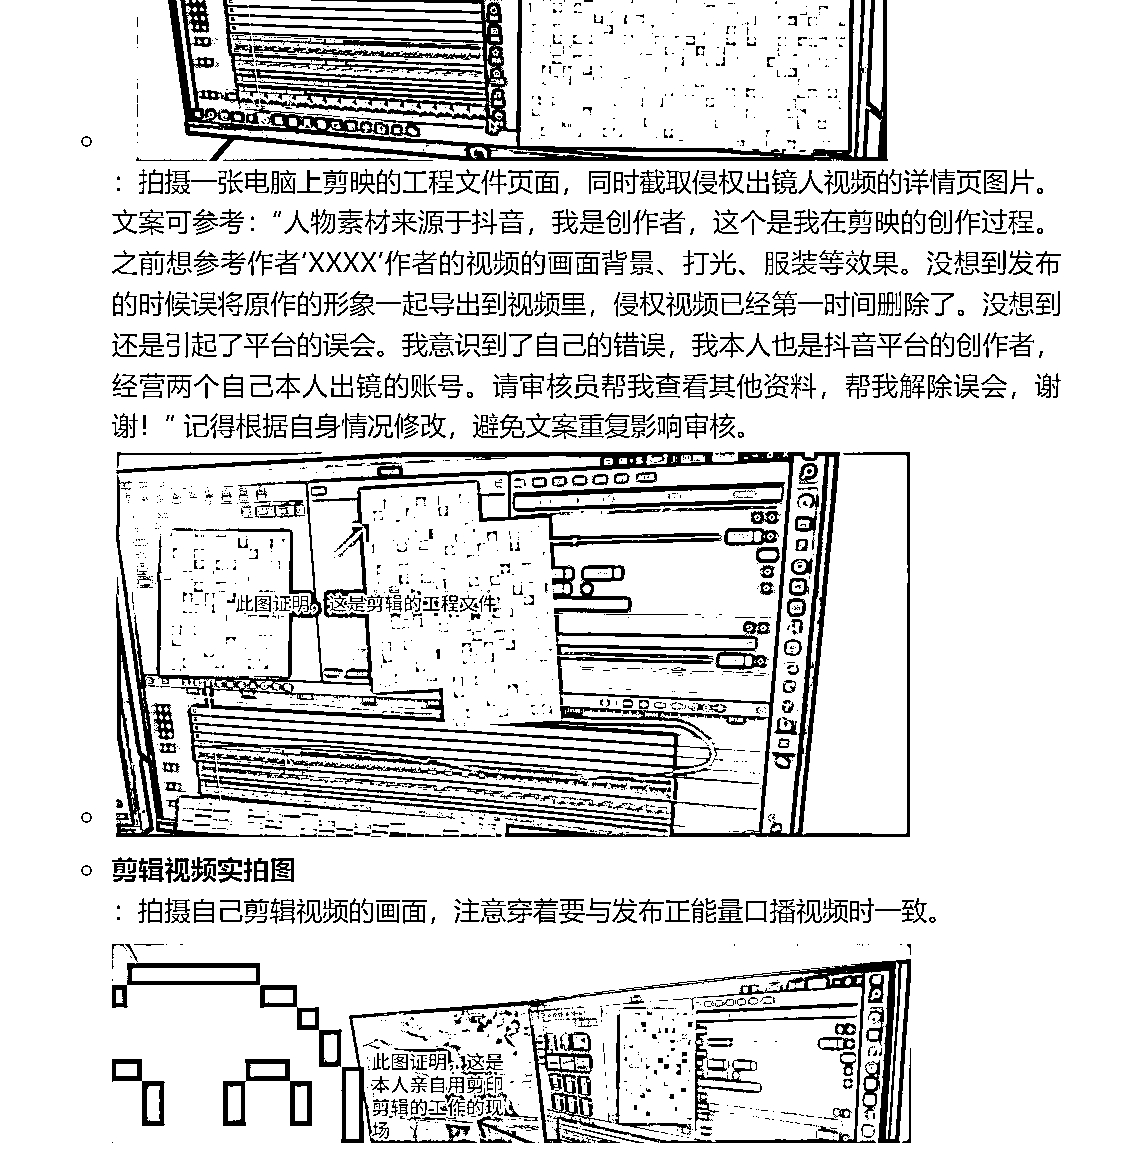 ：拍摄一张电脑上剪映的工程文件页面，同时截取侵权出镜人视频的详情页图片。
文案可参考：“人物素材来源于抖音，我是创作者，这个是我在剪映的创作过程。
之前想参考作者‘XXXX’作者的视频的画面背景、打光、服装等效果。没想到发布
的时候误将原作的形象一起导出到视频里，侵权视频已经第一时间删除了。没想到
还是引起了平台的误会。我意识到了自己的错误，我本人也是抖音平台的创作者，
经营两个自己本人出镜的账号。请审核员帮我查看其他资料，帮我解除误会，谢
谢！”记得根据自身情况修改，避免文案重复影响审核。
此图证明，这是剪辑的工程文件
剪辑视频实拍图
：拍摄自己剪辑视频的画面，注意穿着要与发布正能量口播视频时一致。
此图证明，这是
本人亲自用剪印
剪辑的工作的现
场